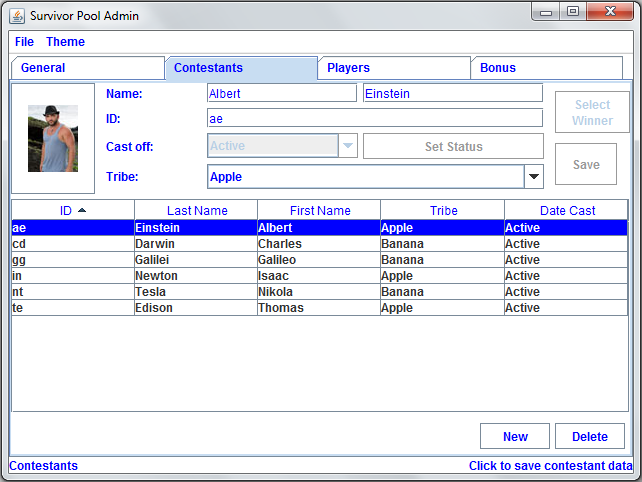 Survivor Pool Admin
File Theme
General Contestants Players Bonus
Name: Albert Einstein
Select Winner
ID: ae
Cast off: Active Set Status
Save
Tribe: Apple
ID Last Name First Name Tribe Date Cast
ae Einstein Albert Apple Active
cd Darwin Charles Banana Active
gg Galilei Galileo Banana Active
in Newton Isaac Apple Active
nt Tesla Nikola Banana Active
te Edison Thomas Apple Active
New Delete
Contestants Click to save contestant data